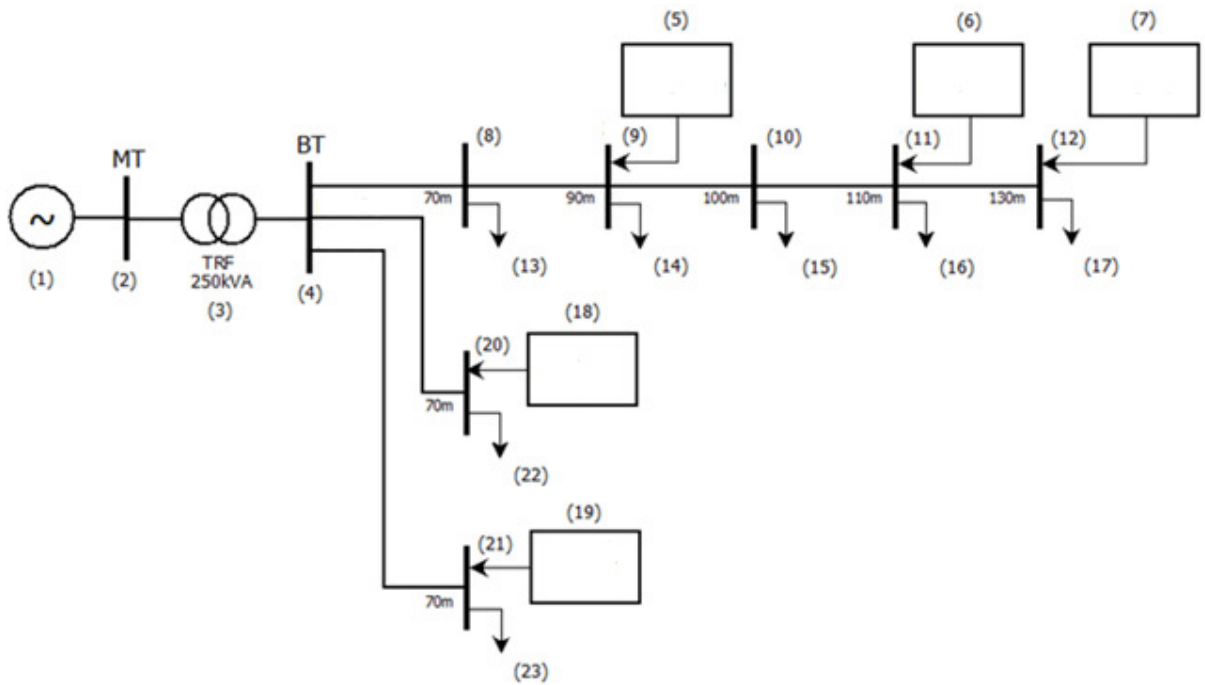 (5)
(6)
(7)
BT
(8)
(9)
(10)
(11)
(12)
MT
~
70m
90m
100m
110m
130m
TRF
250kVA
(1)
(2)
(3)
(4)
(13)
(14)
(15)
(16)
(17)
(18)
(20)
70m
(22)
(19)
(21)
70m
(23)